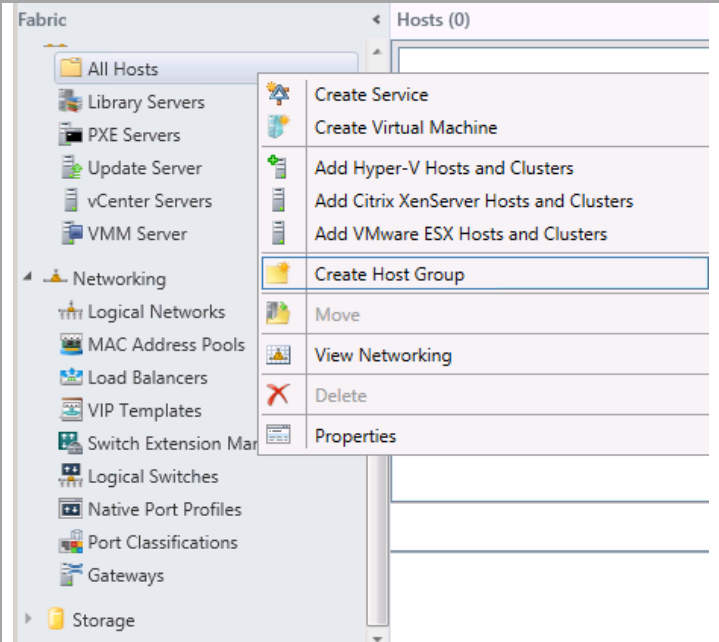 Fabric
Hosts (0)
All Hosts
Library Servers
PXE Servers
Update Server
vCenter Servers
VMM Server
Networking
Logical Networks
MAC Address Pools
Load Balancers
VIP Templates
Switch Extension Mar
Logical Switches
Native Port Profiles
Port Classifications
Gateways
Storage
Create Service
Create Virtual Machine
Add Hyper-V Hosts and Clusters
Add Citrix XenServer Hosts and Clusters
Add VMware ESX Hosts and Clusters
Create Host Group
Move
View Networking
Delete
Properties